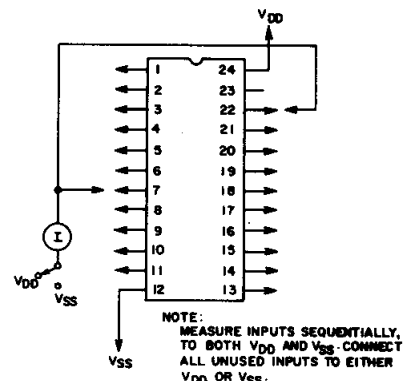 VDD
1 24
2 23
3 22
4 21
5 20
6 19
7 18
8 17
I
9 16
10 15
VDD
11 14
VSS
12 13
VSS
NOTE:
MEASURE INPUTS SEQUENTIALLY,
TO BOTH VDD AND VSS. CONNECT
ALL UNUSED INPUTS TO EITHER
VDD OR VSS.